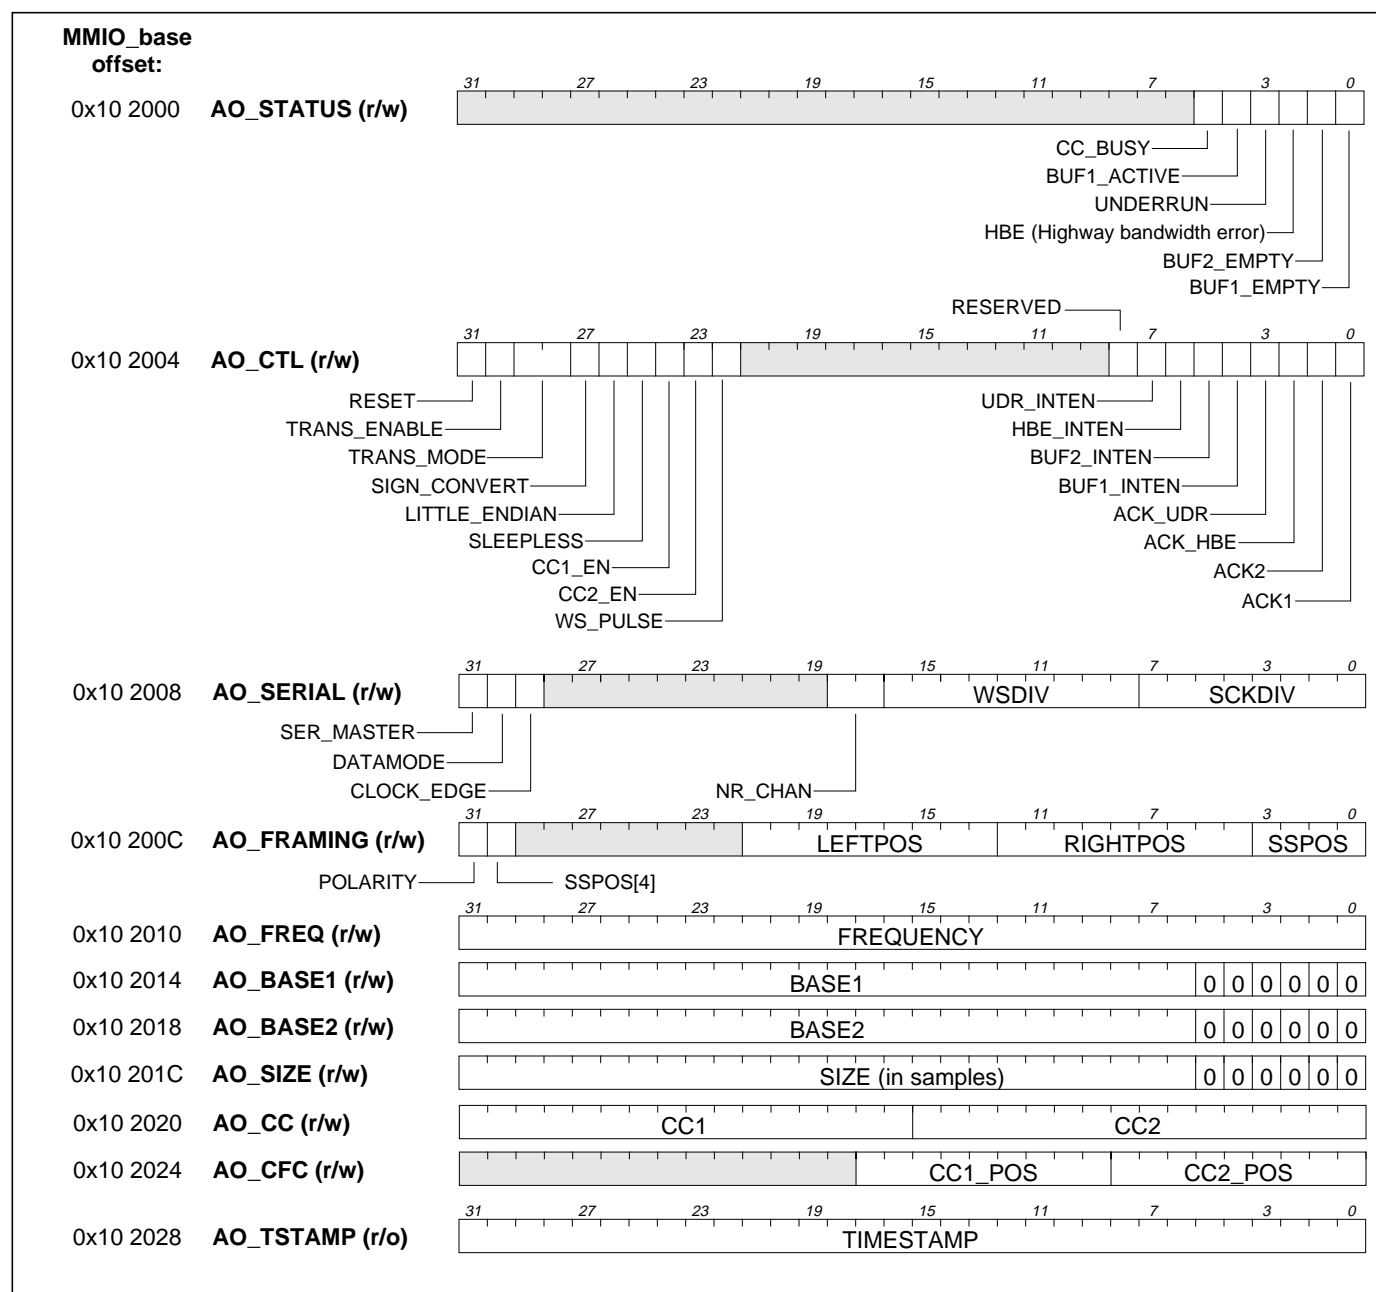 MMIO_base
offset:
31 27 23 19 15 11 7 3 0
0x10 2000 AO_STATUS (r/w)
CC_BUSY
BUF1_ACTIVE
UNDERRUN
HBE (Highway bandwidth error)
BUF2_EMPTY
BUF1_EMPTY
RESERVED
31 27 23 19 15 11 7 3 0
0x10 2004 AO_CTL (r/w)
RESET UDR_INTEN
TRANS_ENABLE HBE_INTEN
TRANS_MODE BUF2_INTEN
SIGN_CONVERT BUF1_INTEN
LITTLE_ENDIAN ACK_UDR
SLEEPLESS ACK_HBE
CC1_EN ACK2
CC2_EN ACK1
WS_PULSE
31 27 23 19 15 11 7 3 0
0x10 2008 AO_SERIAL (r/w) WSDIV SCKDIV
SER_MASTER
DATAMODE
CLOCK_EDGE NR_CHAN
31 27 23 19 15 11 7 3 0
0x10 200C AO_FRAMING (r/w) LEFTPOS RIGHTPOS SSPOS
POLARITY SSPOS[4]
31 27 23 19 15 11 7 3 0
0x10 2010 AO_FREQ (r/w) FREQUENCY
0x10 2014 AO_BASE1 (r/w) BASE1 0 0 0 0 0 0
0x10 2018 AO_BASE2 (r/w) BASE2 0 0 0 0 0 0
0x10 201C AO_SIZE (r/w) SIZE (in samples) 0 0 0 0 0 0
0x10 2020 AO_CC (r/w) CC1 CC2
0x10 2024 AO_CFC (r/w) CC1_POS CC2_POS
31 27 23 19 15 11 7 3 0
0x10 2028 AO_TSTAMP (r/o) TIMESTAMP